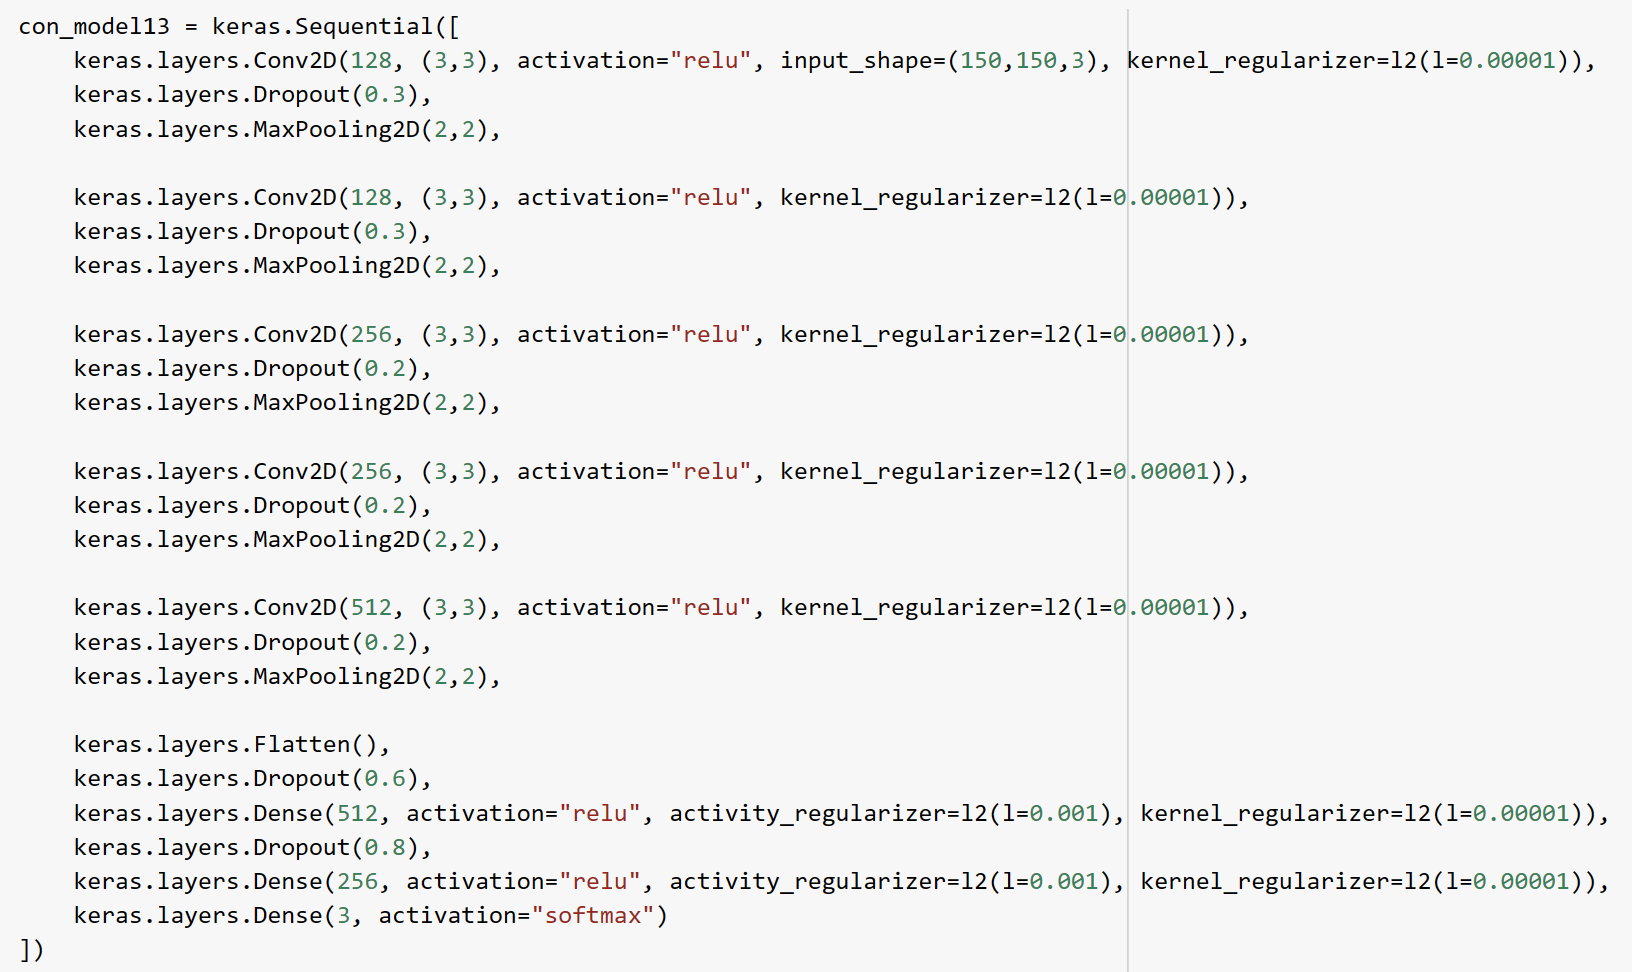 con_model13 = keras.Sequential([
    keras.layers.Conv2D(128, (3,3), activation="relu", input_shape=(150,150,3), kernel_regularizer=l2(l=0.00001)),
    keras.layers.Dropout(0.3),
    keras.layers.MaxPooling2D(2,2),

    keras.layers.Conv2D(128, (3,3), activation="relu", kernel_regularizer=l2(l=0.00001)),
    keras.layers.Dropout(0.3),
    keras.layers.MaxPooling2D(2,2),

    keras.layers.Conv2D(256, (3,3), activation="relu", kernel_regularizer=l2(l=0.00001)),
    keras.layers.Dropout(0.2),
    keras.layers.MaxPooling2D(2,2),

    keras.layers.Conv2D(256, (3,3), activation="relu", kernel_regularizer=l2(l=0.00001)),
    keras.layers.Dropout(0.2),
    keras.layers.MaxPooling2D(2,2),

    keras.layers.Conv2D(512, (3,3), activation="relu", kernel_regularizer=l2(l=0.00001)),
    keras.layers.Dropout(0.2),
    keras.layers.MaxPooling2D(2,2),

    keras.layers.Flatten(),
    keras.layers.Dropout(0.6),
    keras.layers.Dense(512, activation="relu", activity_regularizer=l2(l=0.001), kernel_regularizer=l2(l=0.00001)),
    keras.layers.Dropout(0.8),
    keras.layers.Dense(256, activation="relu", activity_regularizer=l2(l=0.001), kernel_regularizer=l2(l=0.00001)),
    keras.layers.Dense(3, activation="softmax")
])